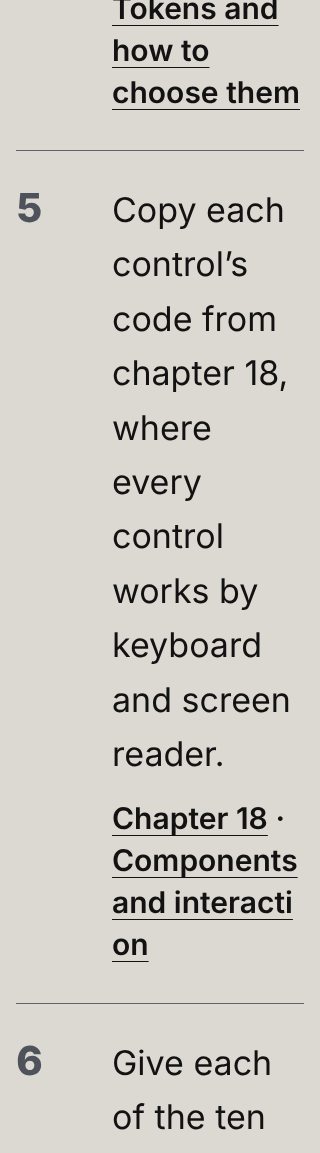 Tokens and
how to
choose them
5
Copy each
control’s
code from
chapter 18,
where
every
control
works by
keyboard
and screen
reader.
Chapter 18 ·
Components
and interacti
on
6
Give each
of the ten